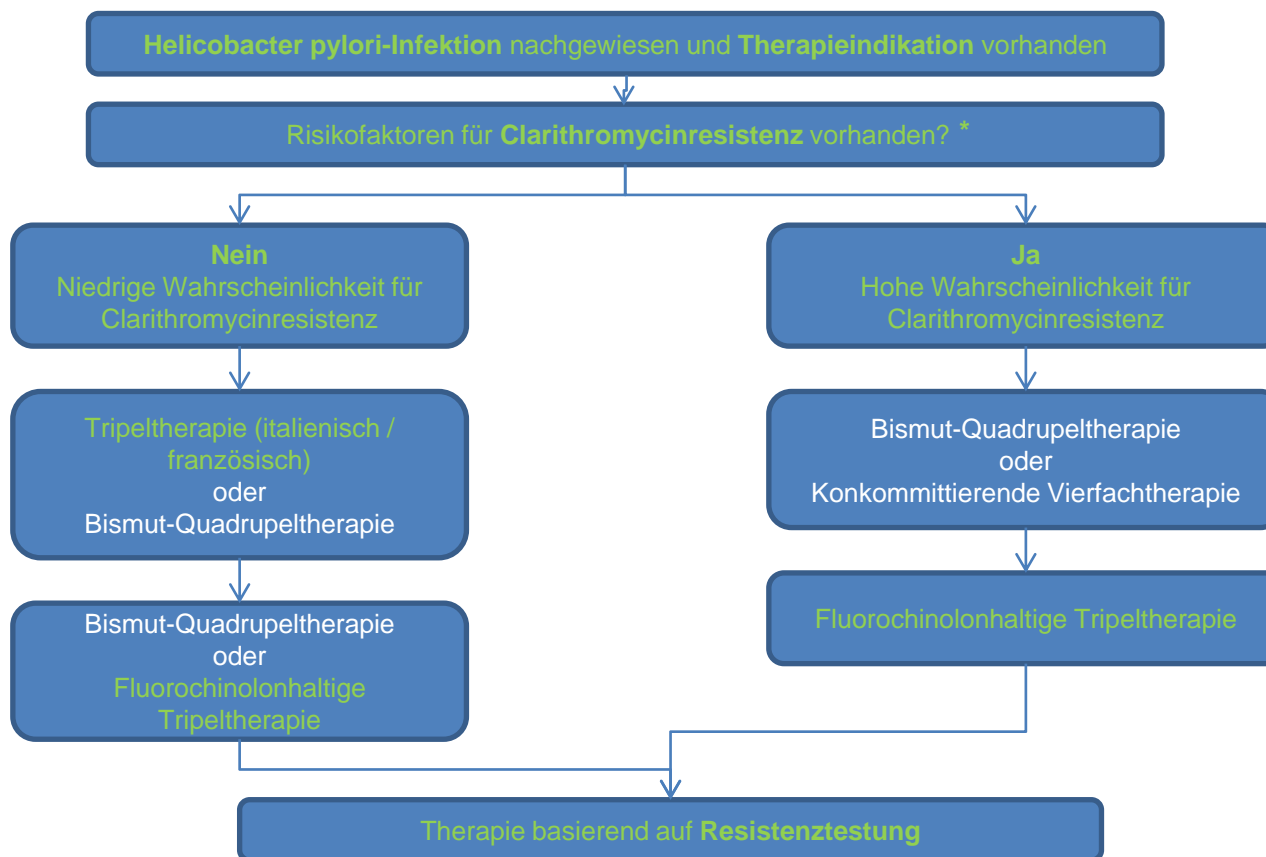 Helicobacter pylori-Infektion nachgewiesen und Therapieindikation vorhanden
Risikofaktoren für Clarithromycinresistenz vorhanden? *
Nein
Niedrige Wahrscheinlichkeit für
Clarithromycinresistenz
Ja
Hohe Wahrscheinlichkeit für
Clarithromycinresistenz
Tripeltherapie (italienisch /
französisch)
oder
Bismut-Quadrupeltherapie
Bismut-Quadrupeltherapie
oder
Konkommittierende Vierfachtherapie
Bismut-Quadrupeltherapie
oder
Fluorochinolonhaltige
Tripeltherapie
Fluorochinolonhaltige Tripeltherapie
Therapie basierend auf Resistenztestung